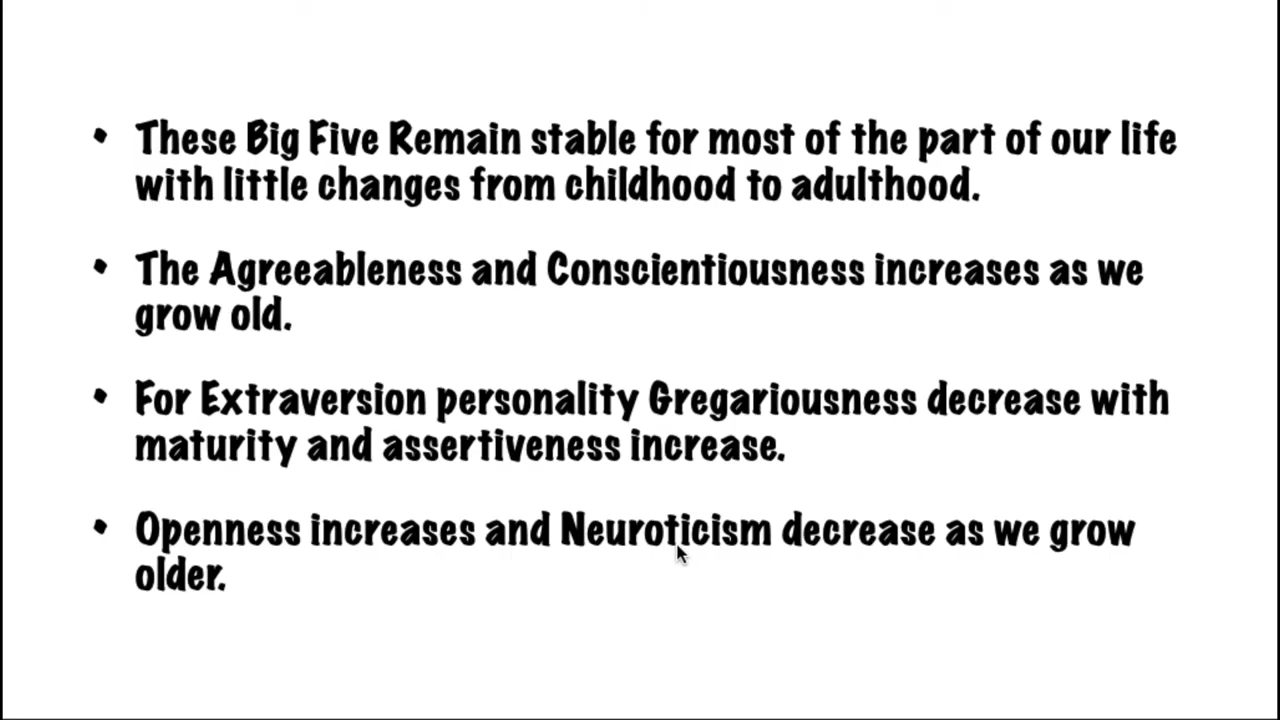 • These Big Five Remain stable for most of the part of our life
with little changes from childhood to adulthood.
• The Agreeableness and Conscientiousness increases as we
grow old.
• For Extraversion personality Gregariousness decrease with
maturity and assertiveness increase.
• Openness increases and Neuroticism decrease as we grow
older.